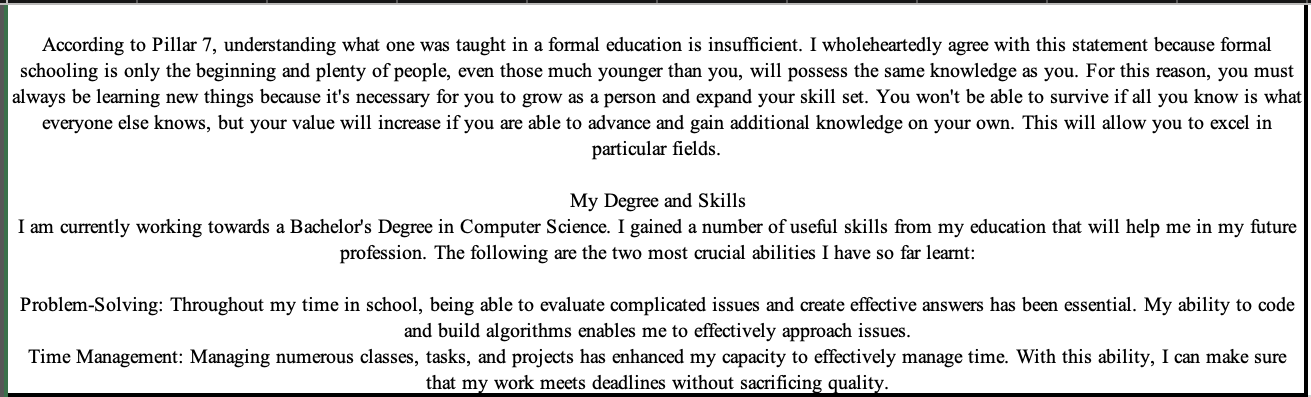 According to Pillar 7, understanding what one was taught in a formal education is insufficient. I wholeheartedly agree with this statement because formal
schooling is only the beginning and plenty of people, even those much younger than you, will possess the same knowledge as you. For this reason, you must
always be learning new things because it's necessary for you to grow as a person and expand your skill set. You won't be able to survive if all you know is what
everyone else knows, but your value will increase if you are able to advance and gain additional knowledge on your own. This will allow you to excel in
particular fields.
My Degree and Skills
I am currently working towards a Bachelor's Degree in Computer Science. I gained a number of useful skills from my education that will help me in my future
profession. The following are the two most crucial abilities I have so far learnt:
Problem-Solving: Throughout my time in school, being able to evaluate complicated issues and create effective answers has been essential. My ability to code
and build algorithms enables me to effectively approach issues.
Time Management: Managing numerous classes, tasks, and projects has enhanced my capacity to effectively manage time. With this ability, I can make sure
that my work meets deadlines without sacrificing quality.